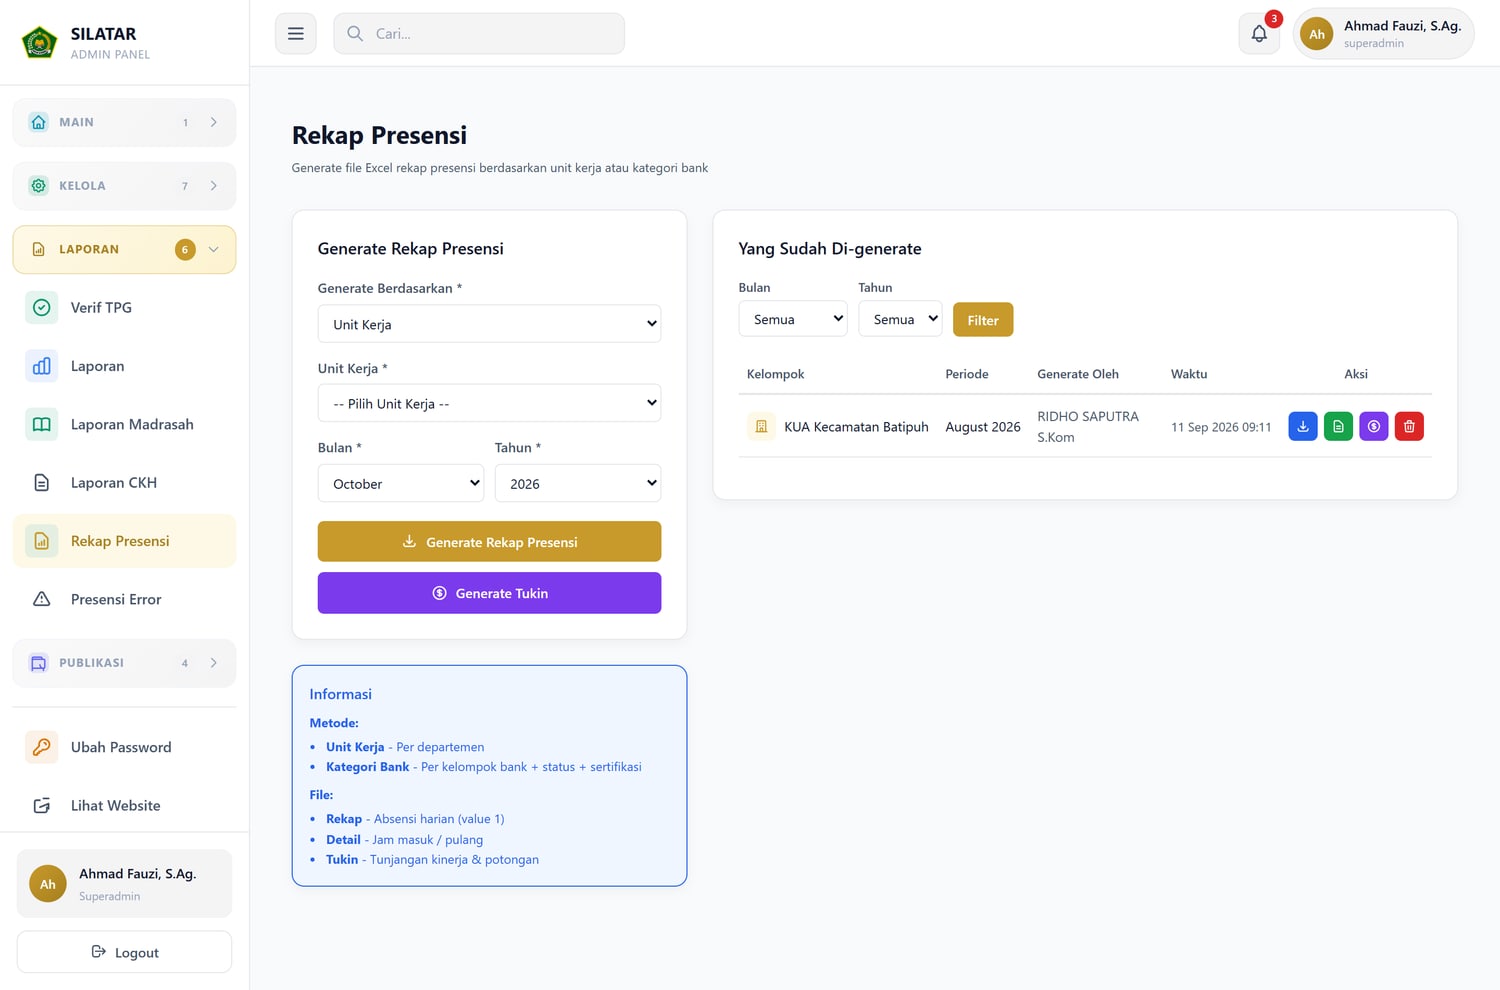 SILATAR
ADMIN PANEL
Cari...
3
Ah
Ahmad Fauzi, S.Ag.
superadmin
MAIN 1
KELOLA 7
LAPORAN 6
Verif TPG
Laporan
Laporan Madrasah
Laporan CKH
Rekap Presensi
Presensi Error
PUBLIKASI 4
Ubah Password
Lihat Website
Ah
Ahmad Fauzi, S.Ag.
Superadmin
Logout
Rekap Presensi
Generate file Excel rekap presensi berdasarkan unit kerja atau kategori bank
Generate Rekap Presensi
Generate Berdasarkan *
Unit Kerja
Unit Kerja *
-- Pilih Unit Kerja --
Bulan * Tahun *
October 2026
Generate Rekap Presensi
Generate Tukin
Informasi
Metode:
• Unit Kerja - Per departemen
• Kategori Bank - Per kelompok bank + status + sertifikasi
File:
• Rekap - Absensi harian (value 1)
• Detail - Jam masuk / pulang
• Tukin - Tunjangan kinerja & potongan
Yang Sudah Di-generate
Bulan Tahun
Semua Semua Filter
Kelompok Periode Generate Oleh Waktu Aksi
KUA Kecamatan Batipuh August 2026 RIDHO SAPUTRA S.Kom 11 Sep 2026 09:11